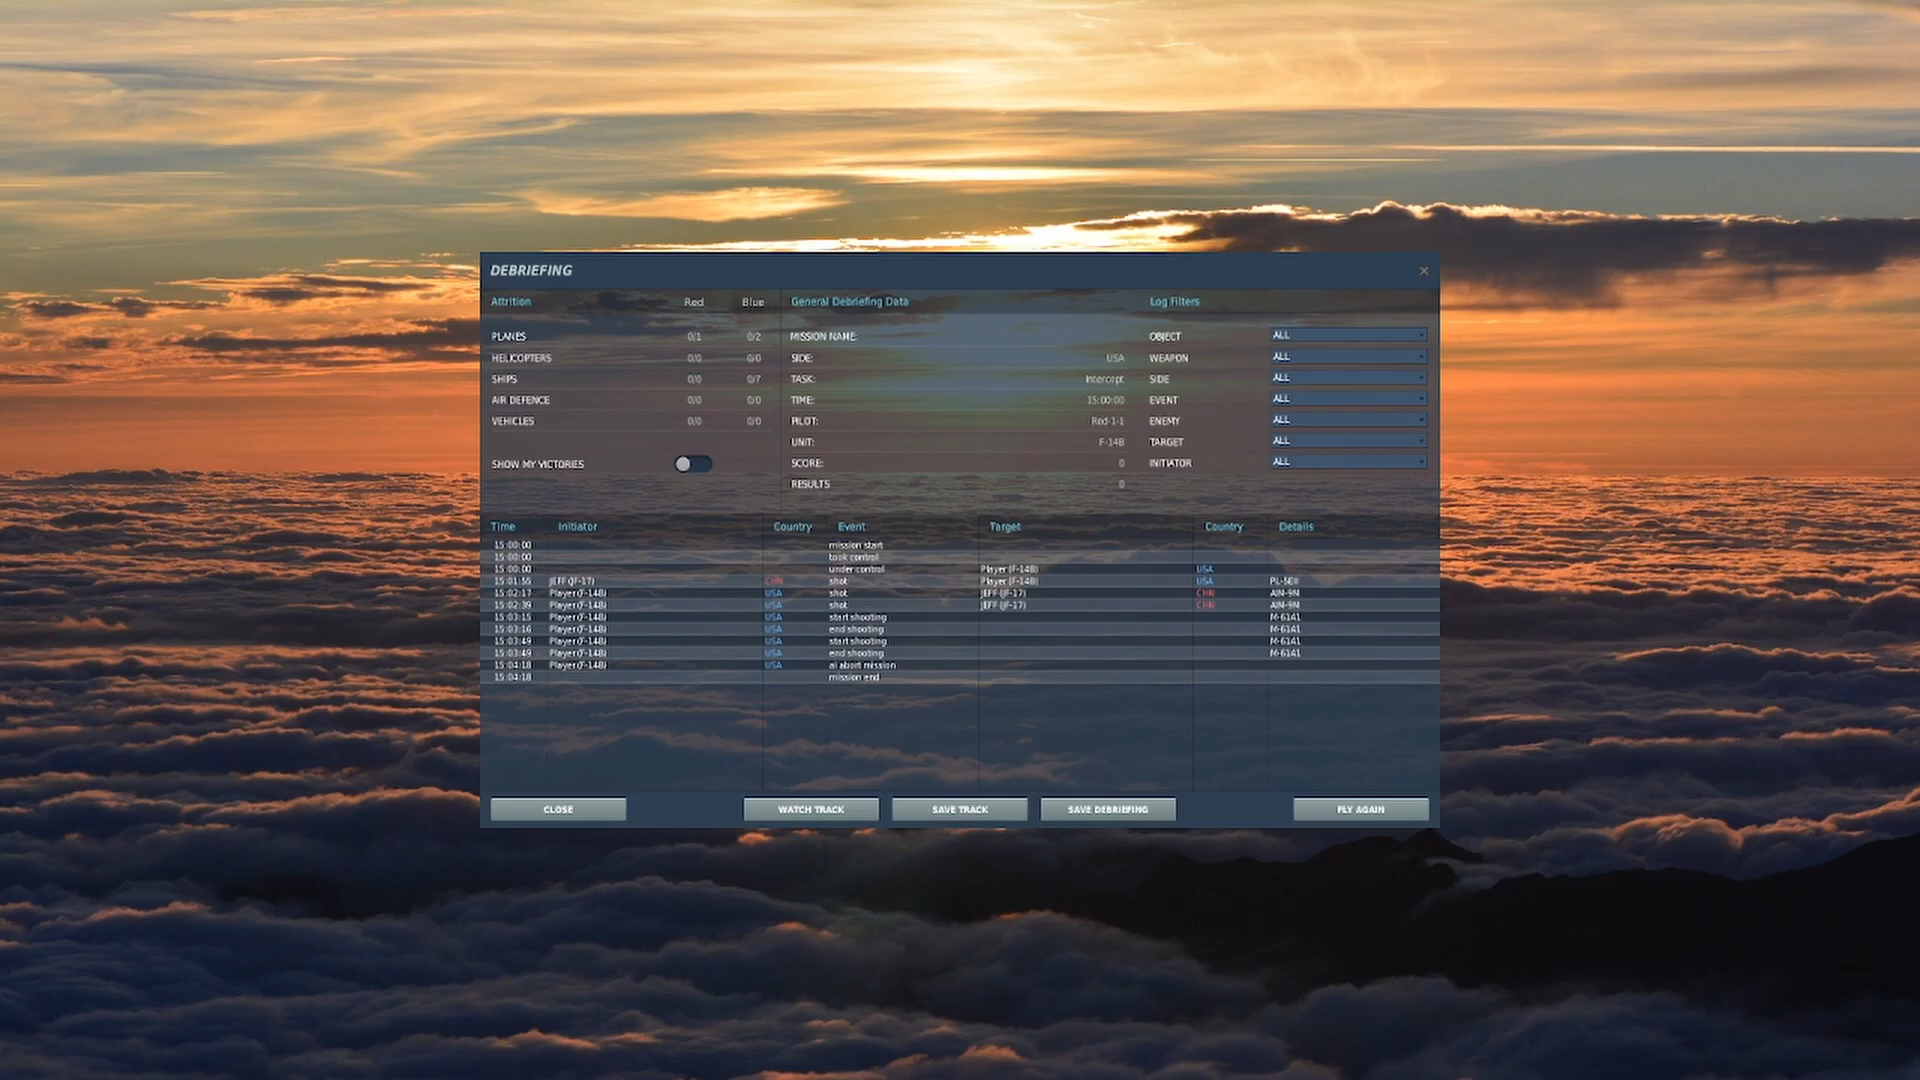 DEBRIEFING
Attrition Red Blue General Debriefing Data Log Filters
PLANES 0/1 0/2 MISSION NAME: OBJECT ALL
HELICOPTERS 0/0 0/0 SIDE: USA WEAPON ALL
SHIPS 0/0 0/7 TASK: Intercept SIDE ALL
AIR DEFENCE 0/0 0/0 TIME: 15:00:00 EVENT ALL
VEHICLES 0/0 0/0 PILOT: Red-1-1 ENEMY ALL
UNIT: F-14B TARGET ALL
SHOW MY VICTORIES SCORE: 0 INITIATOR ALL
RESULTS 0
Time Initiator Country Event Target Country Details
15:00:00 mission start
15:00:00 took control
15:00:00 under control Player (F-14B) USA
15:01:55 JEFF (JF-17) CHN shot Player (F-14B) USA PL-5EII
15:02:17 Player (F-14B) USA shot JEFF (JF-17) CHN AIM-9M
15:02:39 Player (F-14B) USA shot JEFF (JF-17) CHN AIM-9M
15:03:15 Player (F-14B) USA start shooting M-61A1
15:03:16 Player (F-14B) USA end shooting M-61A1
15:03:49 Player (F-14B) USA start shooting M-61A1
15:03:49 Player (F-14B) USA end shooting M-61A1
15:04:18 Player (F-14B) USA ai abort mission
15:04:18 mission end
CLOSE WATCH TRACK SAVE TRACK SAVE DEBRIEFING FLY AGAIN